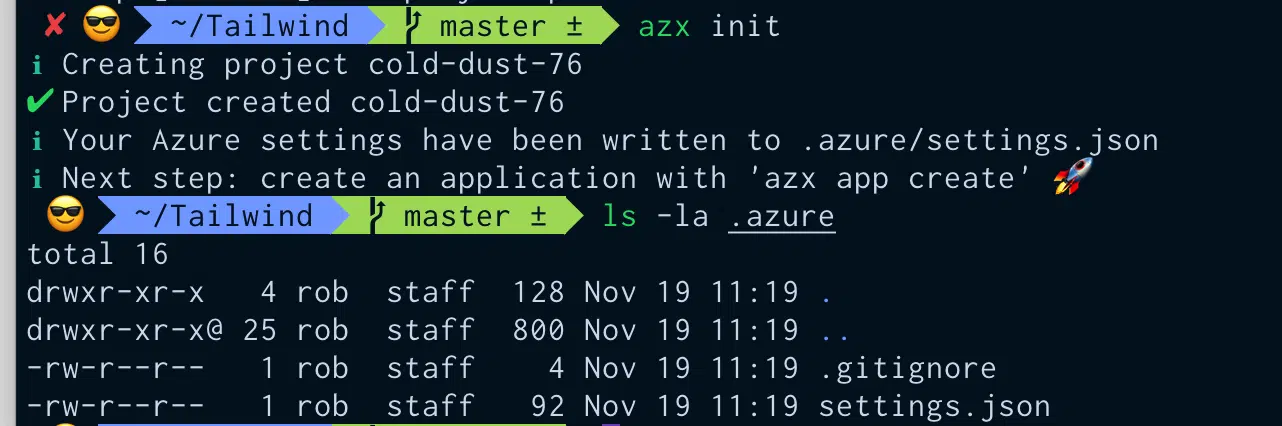 ✘ 😎 ~/Tailwind master ± azx init
ℹ Creating project cold-dust-76
✔ Project created cold-dust-76
ℹ Your Azure settings have been written to .azure/settings.json
ℹ Next step: create an application with 'azx app create' 🚀
😎 ~/Tailwind master ± ls -la .azure
total 16
drwxr-xr-x 4 rob staff 128 Nov 19 11:19 .
drwxr-xr-x@ 25 rob staff 800 Nov 19 11:19 ..
-rw-r--r-- 1 rob staff 4 Nov 19 11:19 .gitignore
-rw-r--r-- 1 rob staff 92 Nov 19 11:19 settings.json